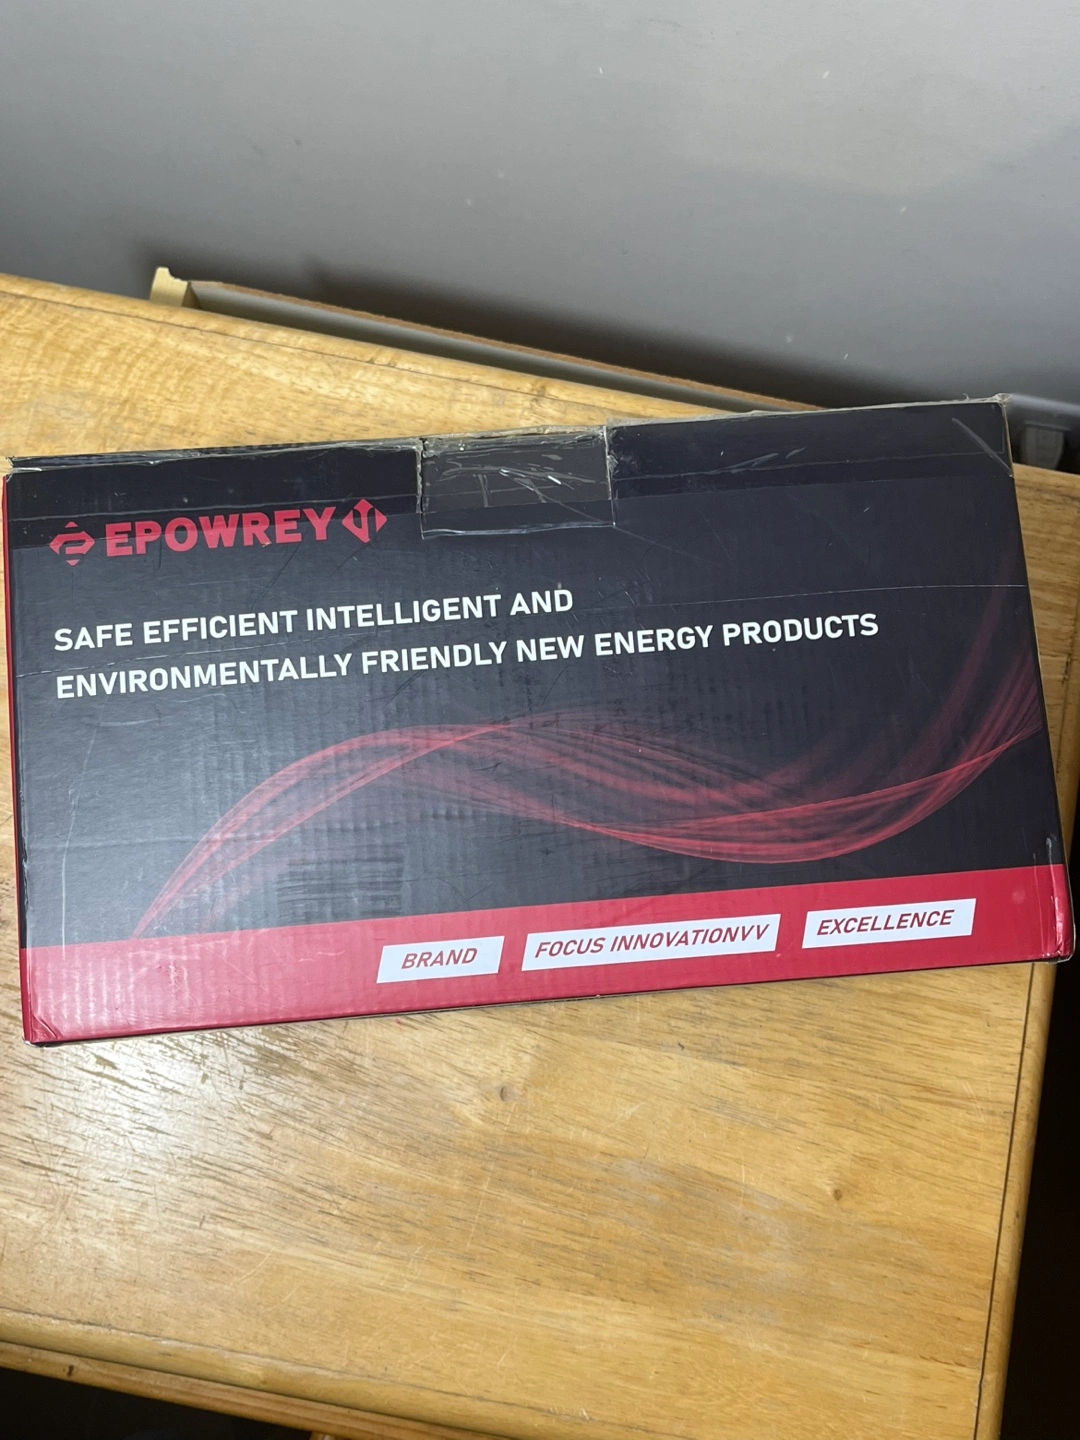 EPOWREY
SAFE EFFICIENT INTELLIGENT AND
ENVIRONMENTALLY FRIENDLY NEW ENERGY PRODUCTS
BRAND FOCUS INNOVATIONVV EXCELLENCE